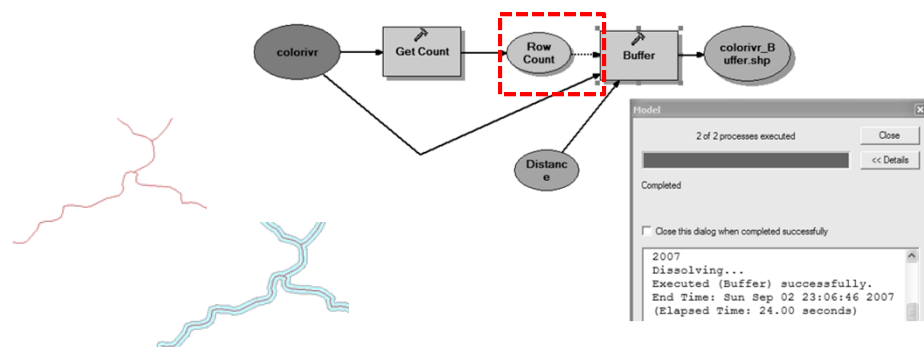 colorivr
Get Count
Row
Count
Buffer
colorivr_B
uffer.shp
Distanc
e
Model
2 of 2 processes executed
Close
<< Details
Completed
Close this dialog when completed successfully
2007
Dissolving...
Executed (Buffer) successfully.
End Time: Sun Sep 02 23:06:46 2007
(Elapsed Time: 24.00 seconds)